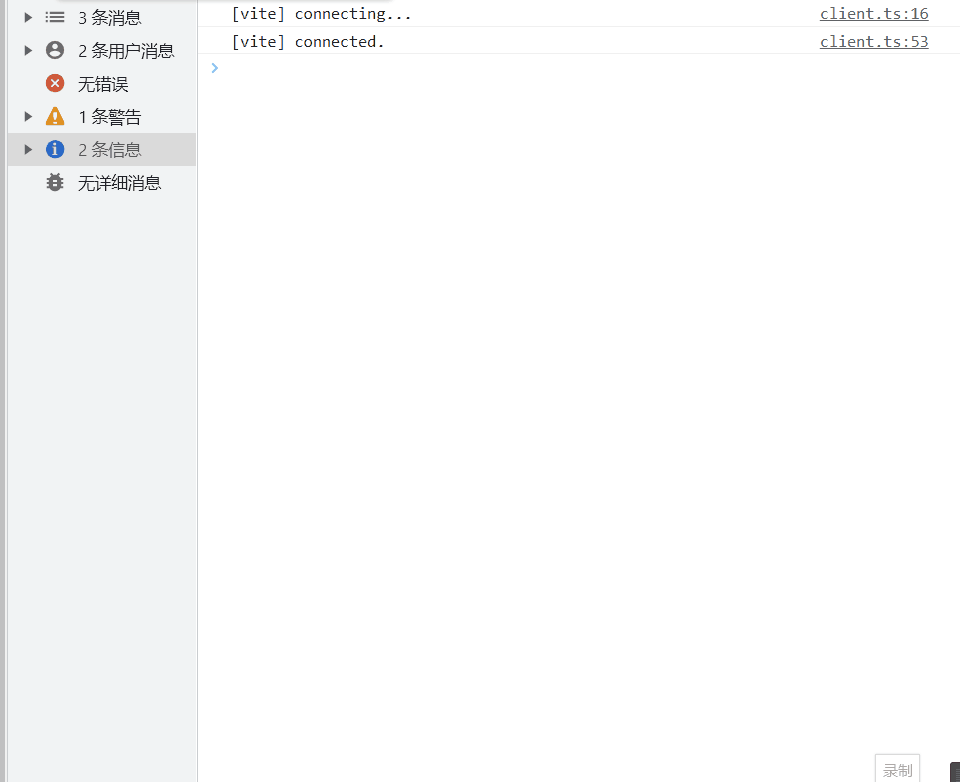 3 条消息
2 条用户消息
无错误
1 条警告
2 条信息
无详细消息
[vite] connecting... client.ts:16
[vite] connected. client.ts:53
录制